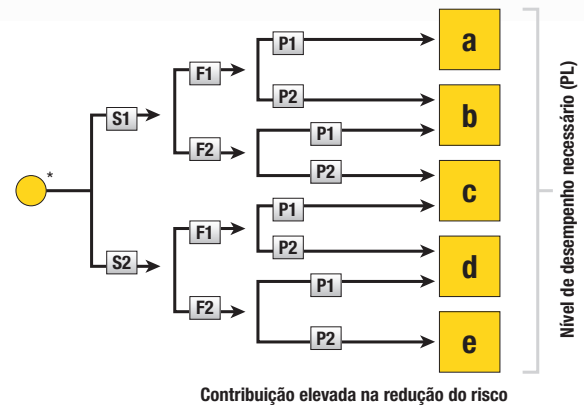 P1
a
F1
P2
b
S1
P1
F2
P2
c
*
P1
F1
P2
d
S2
P1
F2
P2
e
Nível de desempenho necessário (PL)
Contribuição elevada na redução do risco